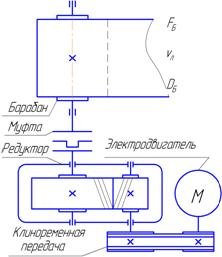 F_Б
v_л
D_Б
Барабан
Муфта
Редуктор
Электродвигатель
М
Клиноременная
передача